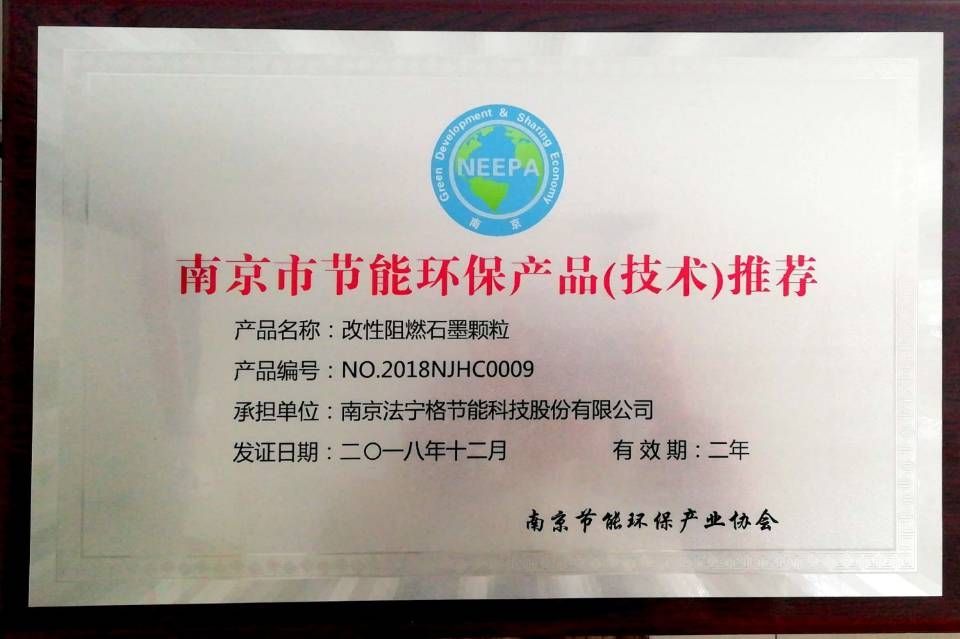 Green Development & Sharing Economy
NEEPA
南京
南京市节能环保产品(技术)推荐
产品名称：改性阻燃石墨颗粒
产品编号：NO.2018NJHC0009
承担单位：南京法宁格节能科技股份有限公司
发证日期：二〇一八年十二月 有效期：二年
南京节能环保产业协会